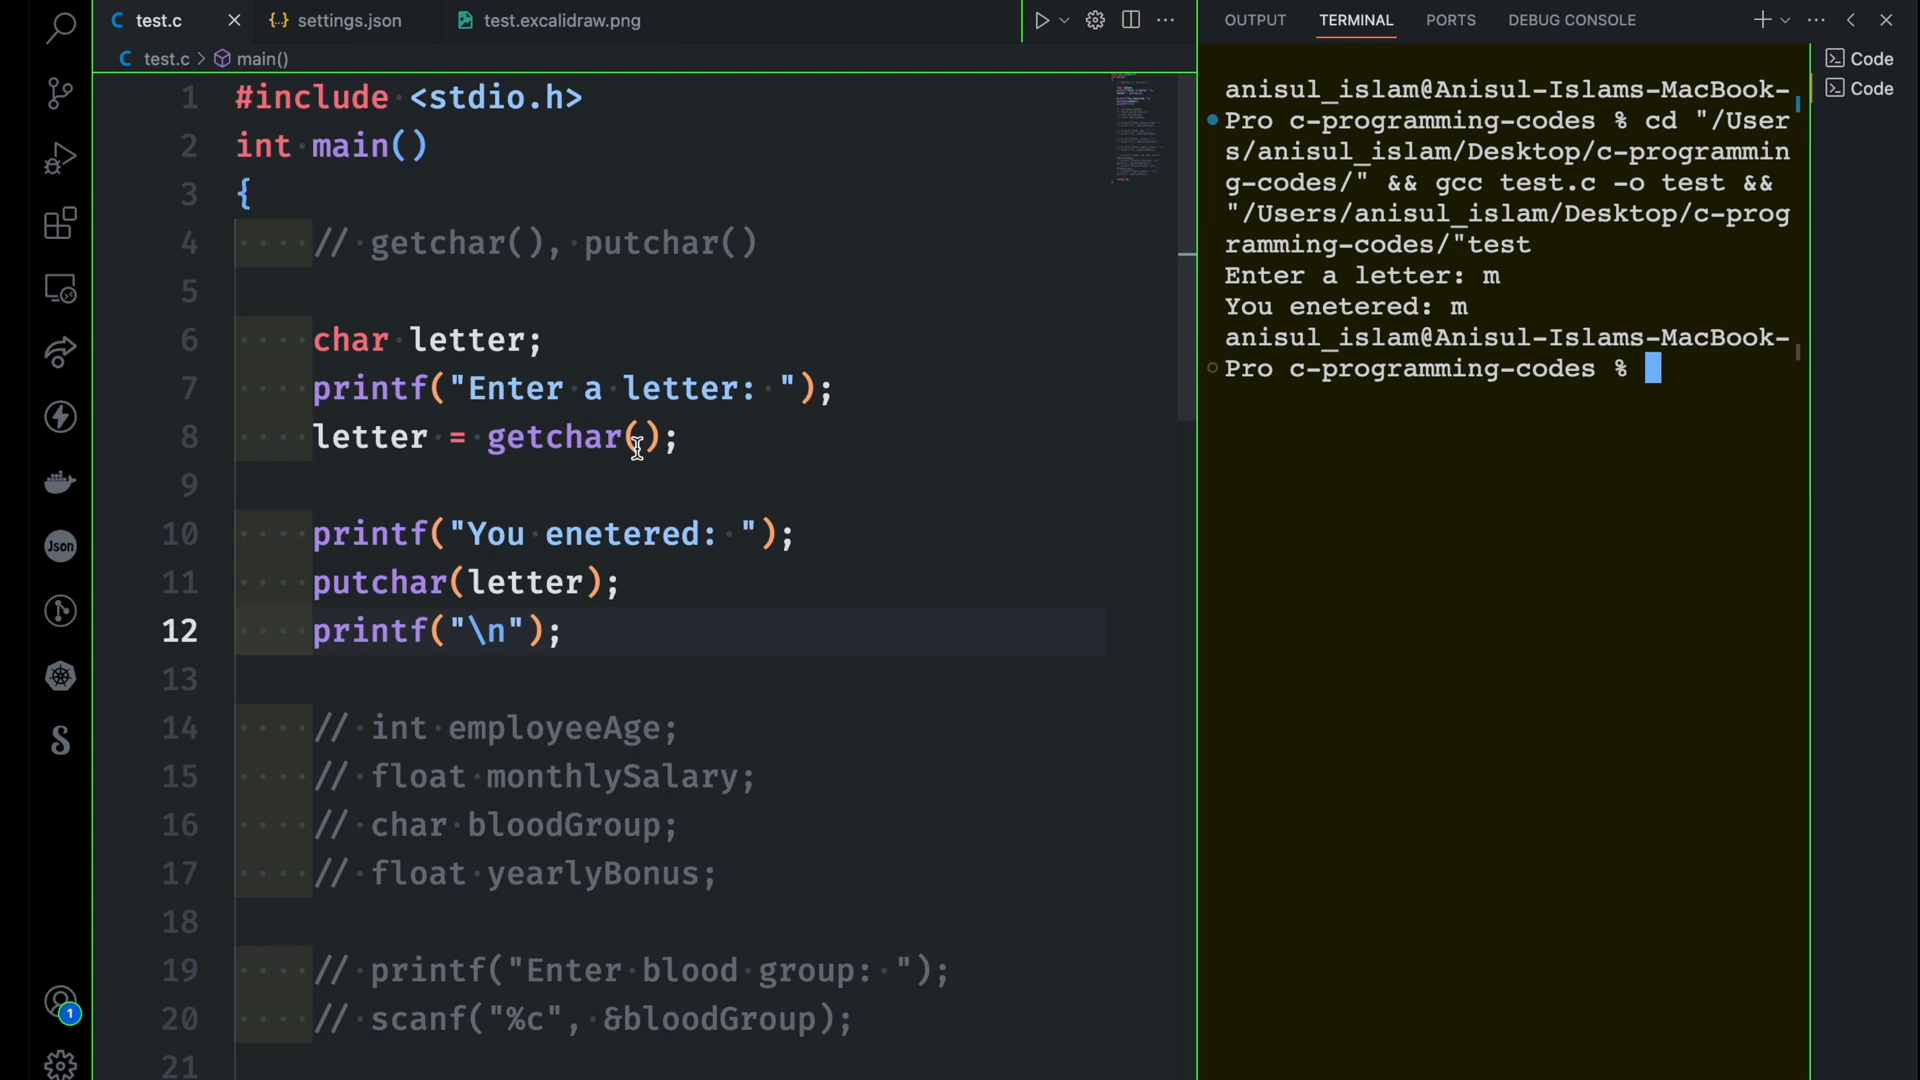 test.c
settings.json
test.excalidraw.png
test.c > main()
1 #include <stdio.h>
2 int main()
3 {
4 // getchar(), putchar()
5
6 char letter;
7 printf("Enter a letter: ");
8 letter = getchar();
9
10 printf("You enetered: ");
11 putchar(letter);
12 printf("\n");
13
14 // int employeeAge;
15 // float monthlySalary;
16 // char bloodGroup;
17 // float yearlyBonus;
18
19 // printf("Enter blood group: ");
20 // scanf("%c", &bloodGroup);
21
Json
1
OUTPUT TERMINAL PORTS DEBUG CONSOLE
Code
Code
anisul_islam@Anisul-Islams-MacBook-
Pro c-programming-codes % cd "/User
s/anisul_islam/Desktop/c-programmin
g-codes/" && gcc test.c -o test &&
"/Users/anisul_islam/Desktop/c-prog
ramming-codes/"test
Enter a letter: m
You enetered: m
anisul_islam@Anisul-Islams-MacBook-
Pro c-programming-codes %